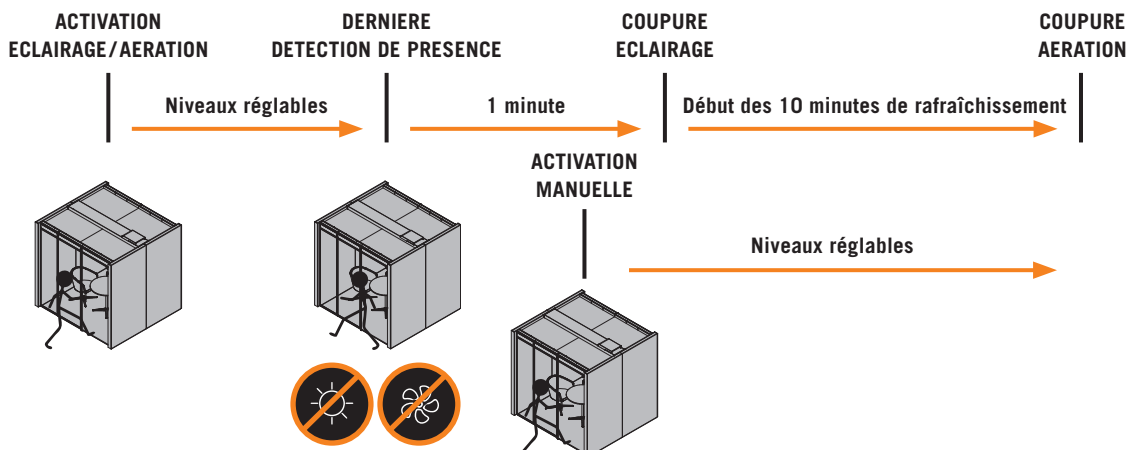 ACTIVATION
ECLAIRAGE/AERATION
DERNIERE
DETECTION DE PRESENCE
COUPURE
ECLAIRAGE
COUPURE
AERATION
Niveaux réglables
1 minute
Début des 10 minutes de rafraîchissement
ACTIVATION
MANUELLE
Niveaux réglables